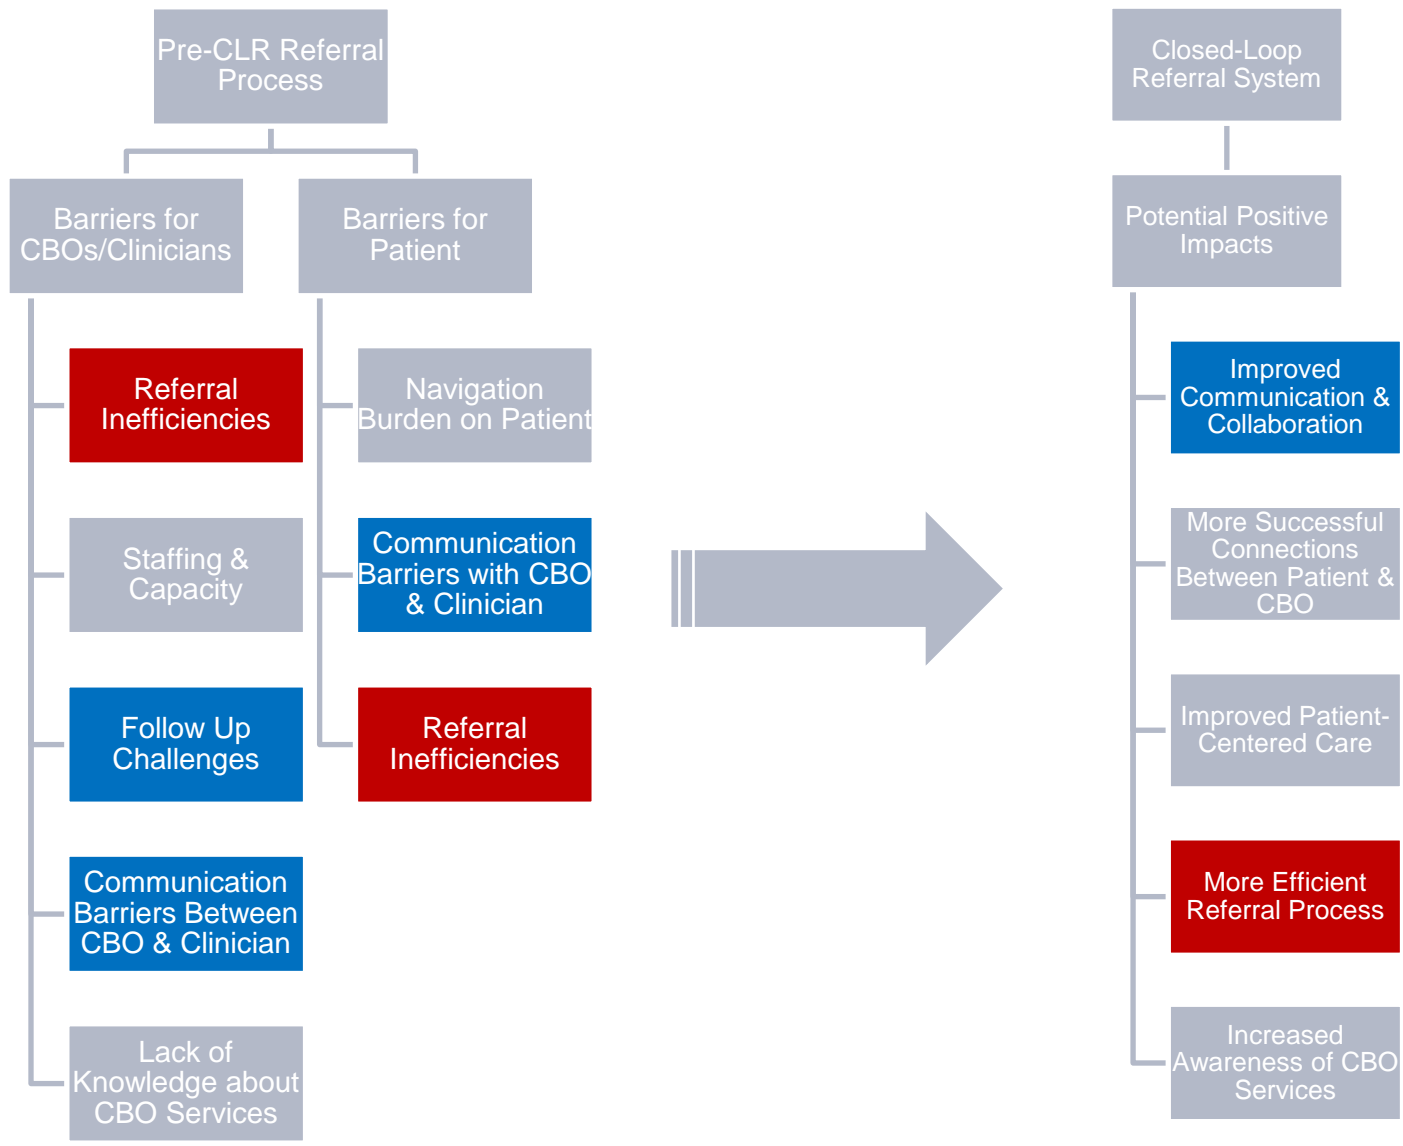 Pre-CLR Referral
Process
Barriers for
CBOs/Clinicians
Referral
Inefficiencies
Staffing &
Capacity
Follow Up
Challenges
Communication
Barriers Between
CBO & Clinician
Lack of
Knowledge about
CBO Services
Barriers for
Patient
Navigation
Burden on Patient
Communication
Barriers with CBO
& Clinician
Referral
Inefficiencies
Closed-Loop
Referral System
Potential Positive
Impacts
Improved
Communication &
Collaboration
More Successful
Connections
Between Patient &
CBO
Improved Patient-
Centered Care
More Efficient
Referral Process
Increased
Awareness of CBO
Services